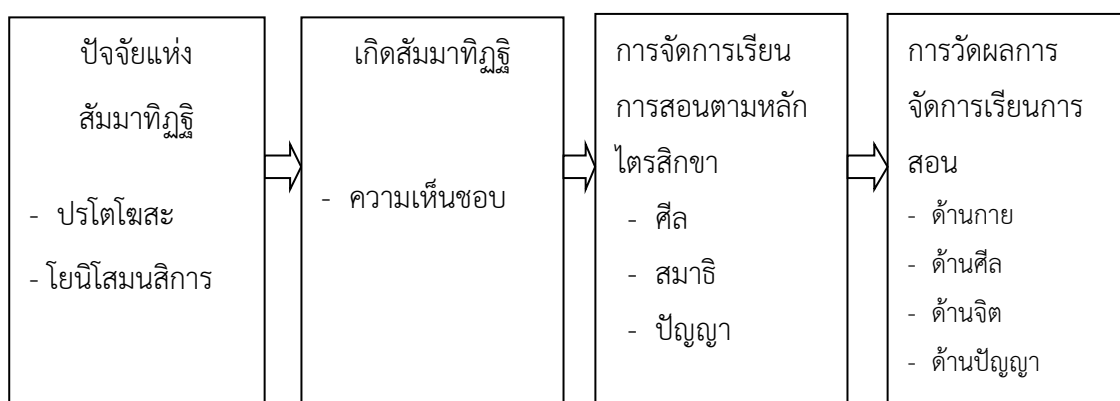 ปัจจัยแห่ง
สัมมาทิฏฐิ
- ปรโตโฆสะ
- โยนิโสมนสิการ
เกิดสัมมาทิฏฐิ
- ความเห็นชอบ
การจัดการเรียน
การสอนตามหลัก
ไตรสิกขา
- ศีล
- สมาธิ
- ปัญญา
การวัดผลการ
จัดการเรียนการ
สอน
- ด้านกาย
- ด้านศีล
- ด้านจิต
- ด้านปัญญา